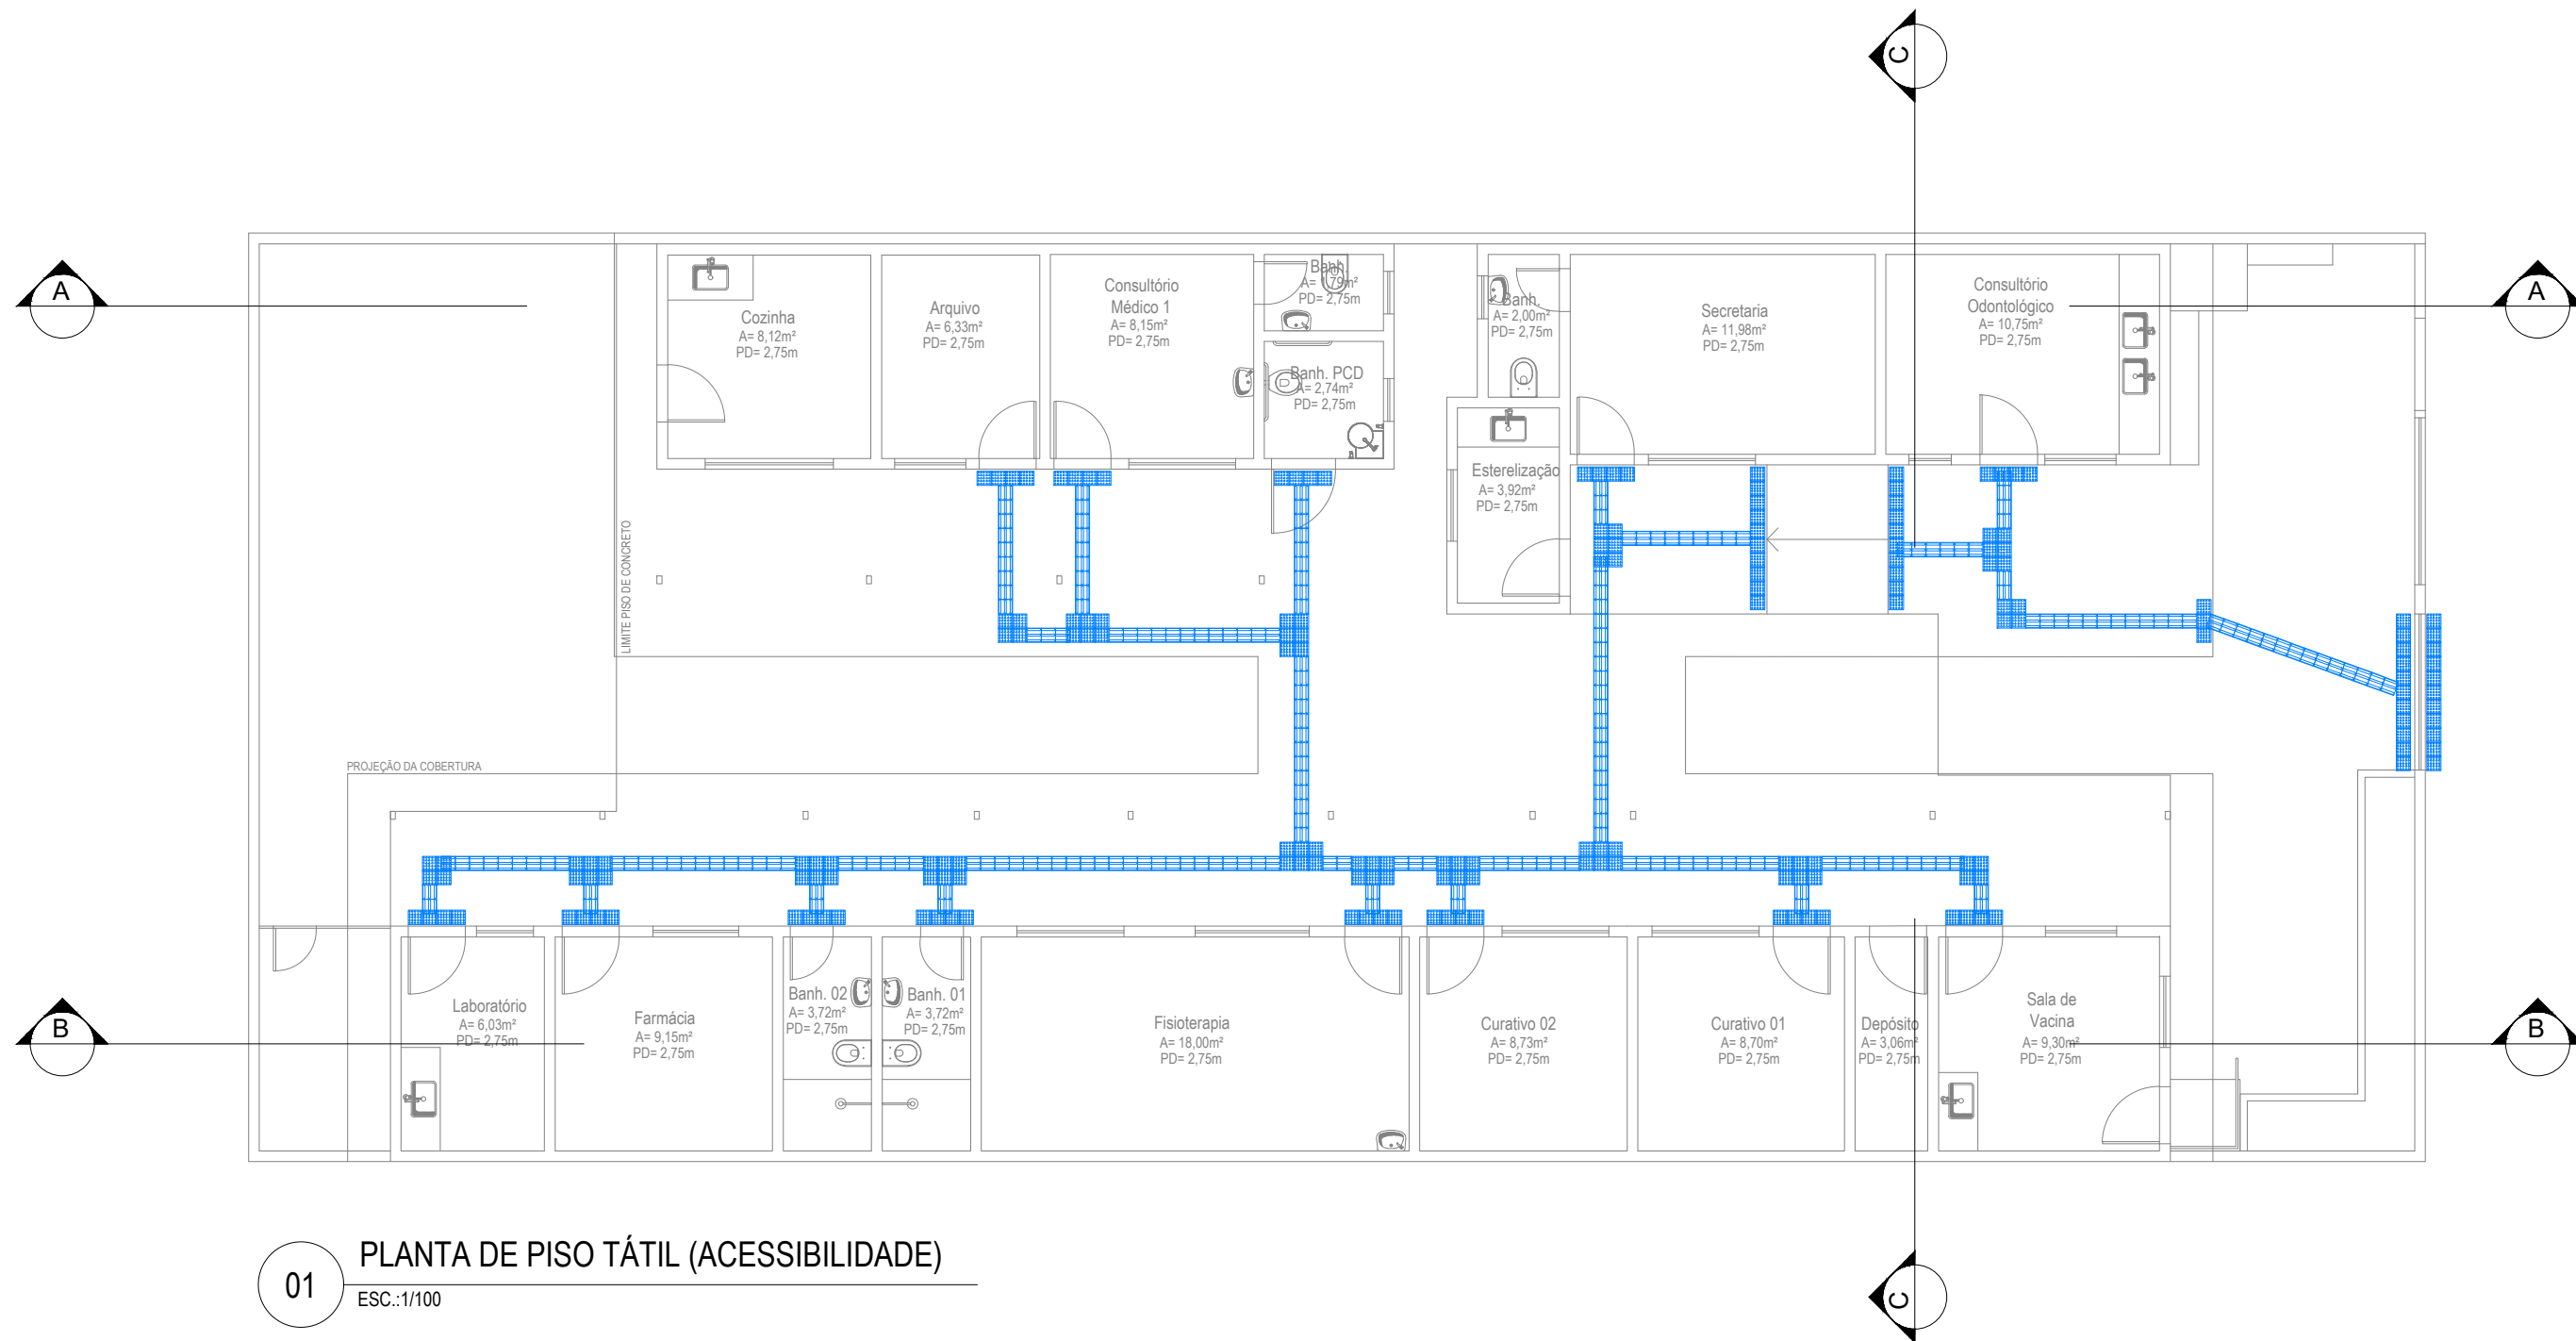 C
A
A
Cozinha
A= 8,12m²
PD= 2,75m
Arquivo
A= 6,33m²
PD= 2,75m
Consultório
Médico 1
A= 8,15m²
PD= 2,75m
Banh.
A= 1,79m²
PD= 2,75m
Banh. PCD
A= 2,74m²
PD= 2,75m
Banh.
A= 2,00m²
PD= 2,75m
Secretaria
A= 11,98m²
PD= 2,75m
Consultório
Odontológico
A= 10,75m²
PD= 2,75m
Esterelização
A= 3,92m²
PD= 2,75m
LIMITE PISO DE CONCRETO
PROJEÇÃO DA COBERTURA
B
B
Laboratório
A= 6,03m²
PD= 2,75m
Farmácia
A= 9,15m²
PD= 2,75m
Banh. 02
A= 3,72m²
PD= 2,75m
Banh. 01
A= 3,72m²
PD= 2,75m
Fisioterapia
A= 18,00m²
PD= 2,75m
Curativo 02
A= 8,73m²
PD= 2,75m
Curativo 01
A= 8,70m²
PD= 2,75m
Depósito
A= 3,06m²
PD= 2,75m
Sala de
Vacina
A= 9,30m²
PD= 2,75m
01
PLANTA DE PISO TÁTIL (ACESSIBILIDADE)
ESC.:1/100
C